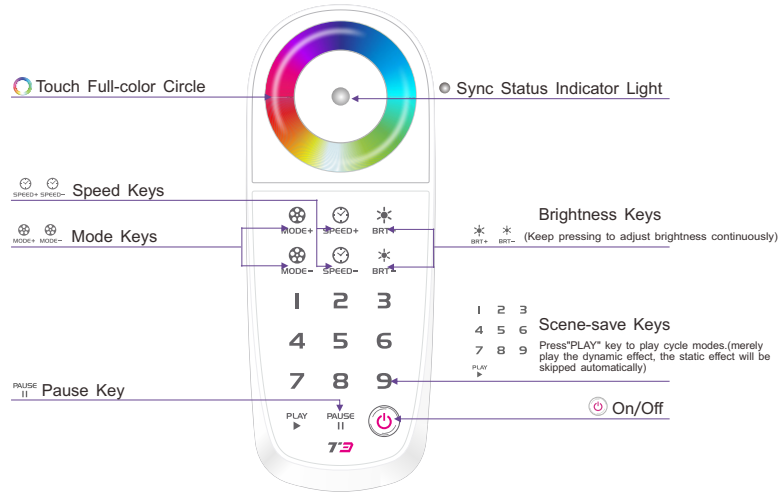 Touch Full-color Circle
Sync Status Indicator Light
SPEED+ SPEED- Speed Keys
MODE+ MODE- Mode Keys
MODE+ SPEED+ BRT+
MODE- SPEED- BRT-
Brightness Keys
BRT+ BRT- (Keep pressing to adjust brightness continuously)
1 2 3
4 5 6
7 8 9
PLAY PAUSE
T3
1 2 3
4 5 6
7 8 9
PLAY
Scene-save Keys
Press"PLAY" key to play cycle modes.(merely
play the dynamic effect, the static effect will be
skipped automatically)
PAUSE Pause Key
On/Off